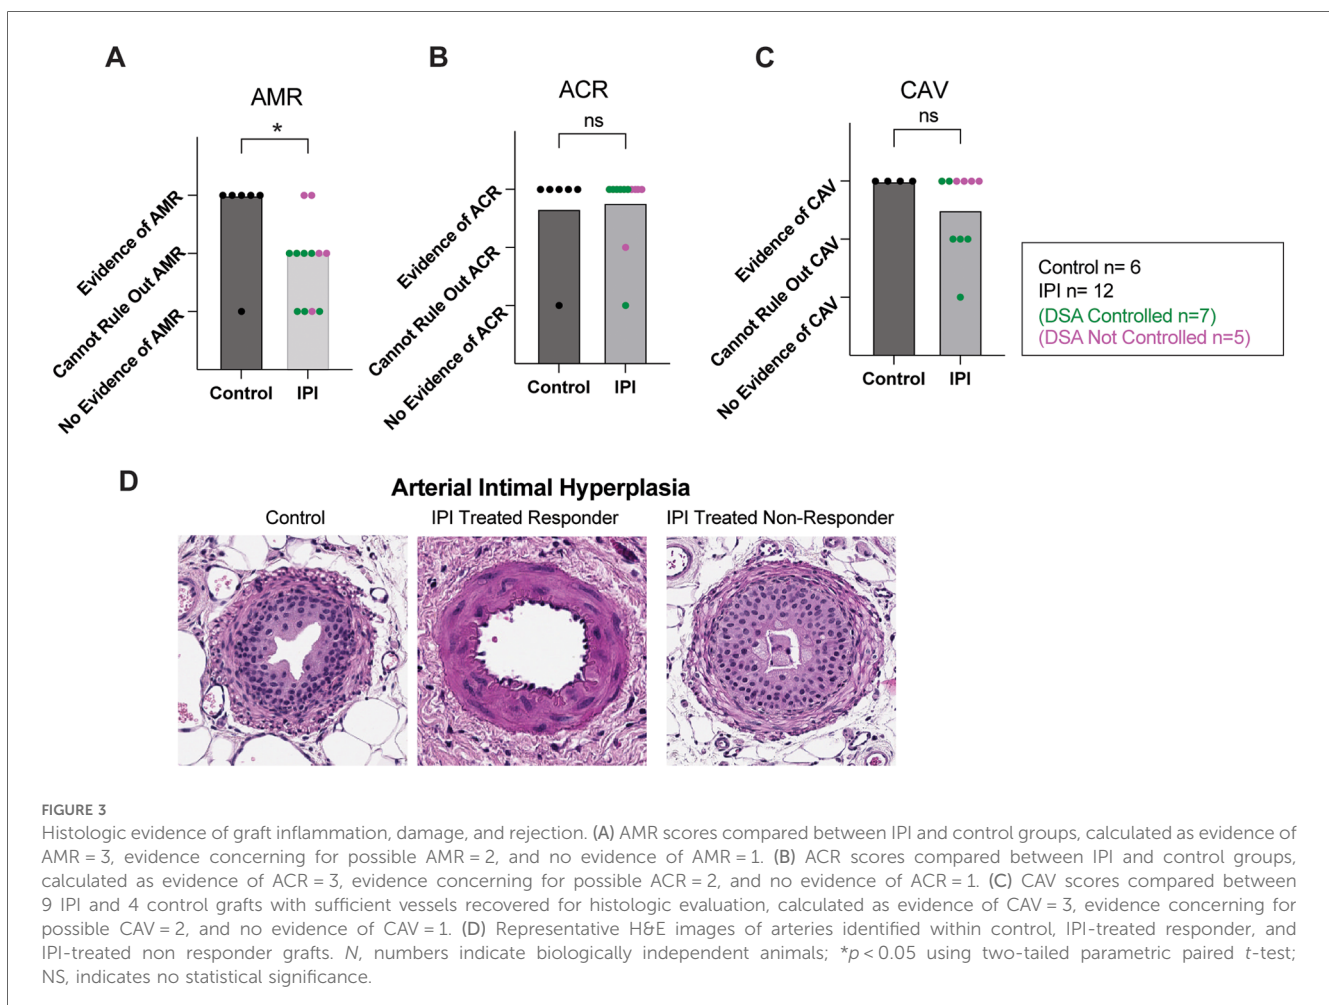 A
B
C
AMR
ACR
CAV
*
ns
ns
Evidence of AMR
Cannot Rule Out AMR
No Evidence of AMR
Control
IPI
Evidence of ACR
Cannot Rule Out ACR
No Evidence of ACR
Control
IPI
Evidence of CAV
Cannot Rule Out CAV
No Evidence of CAV
Control
IPI
Control n= 6
IPI n= 12
(DSA Controlled n=7)
(DSA Not Controlled n=5)
D
Arterial Intimal Hyperplasia
Control
IPI Treated Responder
IPI Treated Non-Responder
FIGURE 3
Histologic evidence of graft inflammation, damage, and rejection. (A) AMR scores compared between IPI and control groups, calculated as evidence of
AMR = 3, evidence concerning for possible AMR = 2, and no evidence of AMR = 1. (B) ACR scores compared between IPI and control groups,
calculated as evidence of ACR = 3, evidence concerning for possible ACR = 2, and no evidence of ACR = 1. (C) CAV scores compared between
9 IPI and 4 control grafts with sufficient vessels recovered for histologic evaluation, calculated as evidence of CAV = 3, evidence concerning for
possible CAV = 2, and no evidence of CAV = 1. (D) Representative H&E images of arteries identified within control, IPI-treated responder, and
IPI-treated non responder grafts. N, numbers indicate biologically independent animals; *p < 0.05 using two-tailed parametric paired t-test;
NS, indicates no statistical significance.